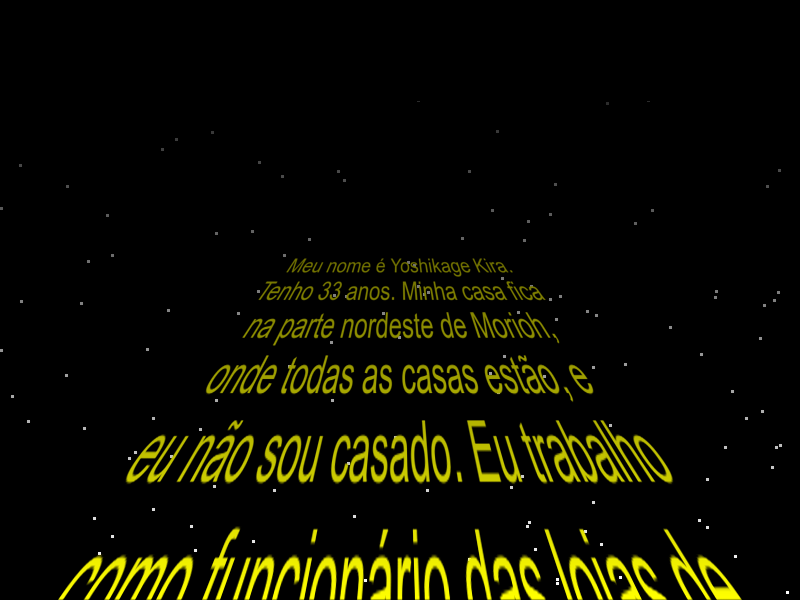 Meu nome é Yoshikage Kira.
Tenho 33 anos. Minha casa fica
na parte nordeste de Morioh,
onde todas as casas estão, e
eu não sou casado. Eu trabalho
como funcionário das lojas de